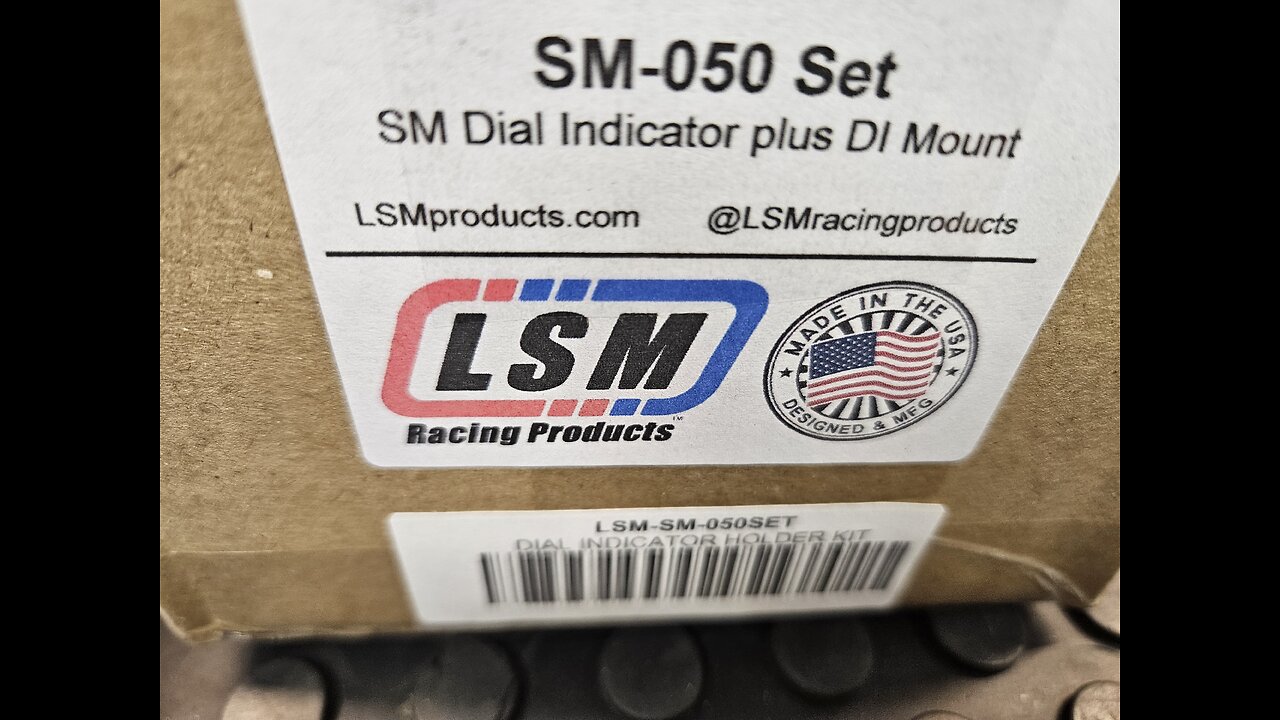 SM-050 Set
SM Dial Indicator plus DI Mount
LSMproducts.com @LSMracingproducts
LSM
TM
Racing Products
MADE IN THE USA
DESIGNED & MFG
LSM-SM-050SET
DIAL INDICATOR HOLDER KIT